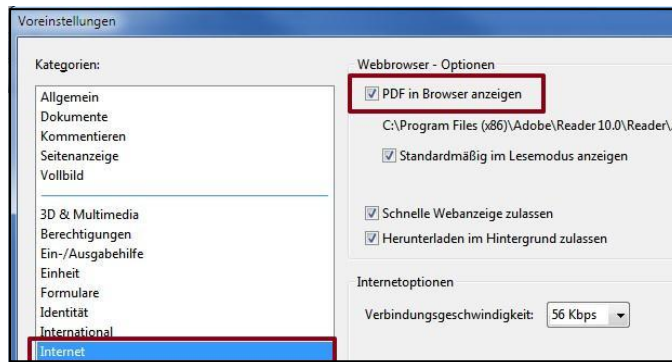 Voreinstellungen
Kategorien:
Allgemein
Dokumente
Kommentieren
Seitenanzeige
Vollbild
3D & Multimedia
Berechtigungen
Ein-/Ausgabehilfe
Einheit
Formulare
Identität
International
Internet
Webbrowser - Optionen
PDF in Browser anzeigen
C:\Program Files (x86)\Adobe\Reader 10.0\Reader\
Standardmäßig im Lesemodus anzeigen
Schnelle Webanzeige zulassen
Herunterladen im Hintergrund zulassen
Internetoptionen
Verbindungsgeschwindigkeit: 56 Kbps